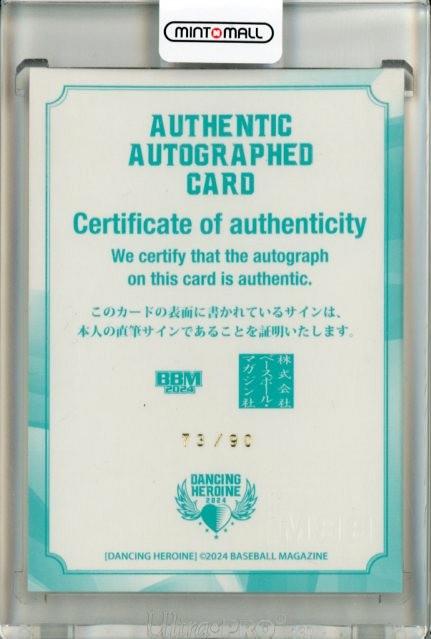 MINT MALL
AUTHENTIC
AUTOGRAPHED
CARD
Certificate of authenticity
We certify that the autograph
on this card is authentic.
このカードの表面に書かれているサインは、
本人の直筆サインであることを証明いたします。
BBM
2024
株式会社
ベースボール・
マガジン社
73/90
DANCING
HEROINE
2024
[DANCING HEROINE] ©2024 BASEBALL MAGAZINE
Ultra PRO